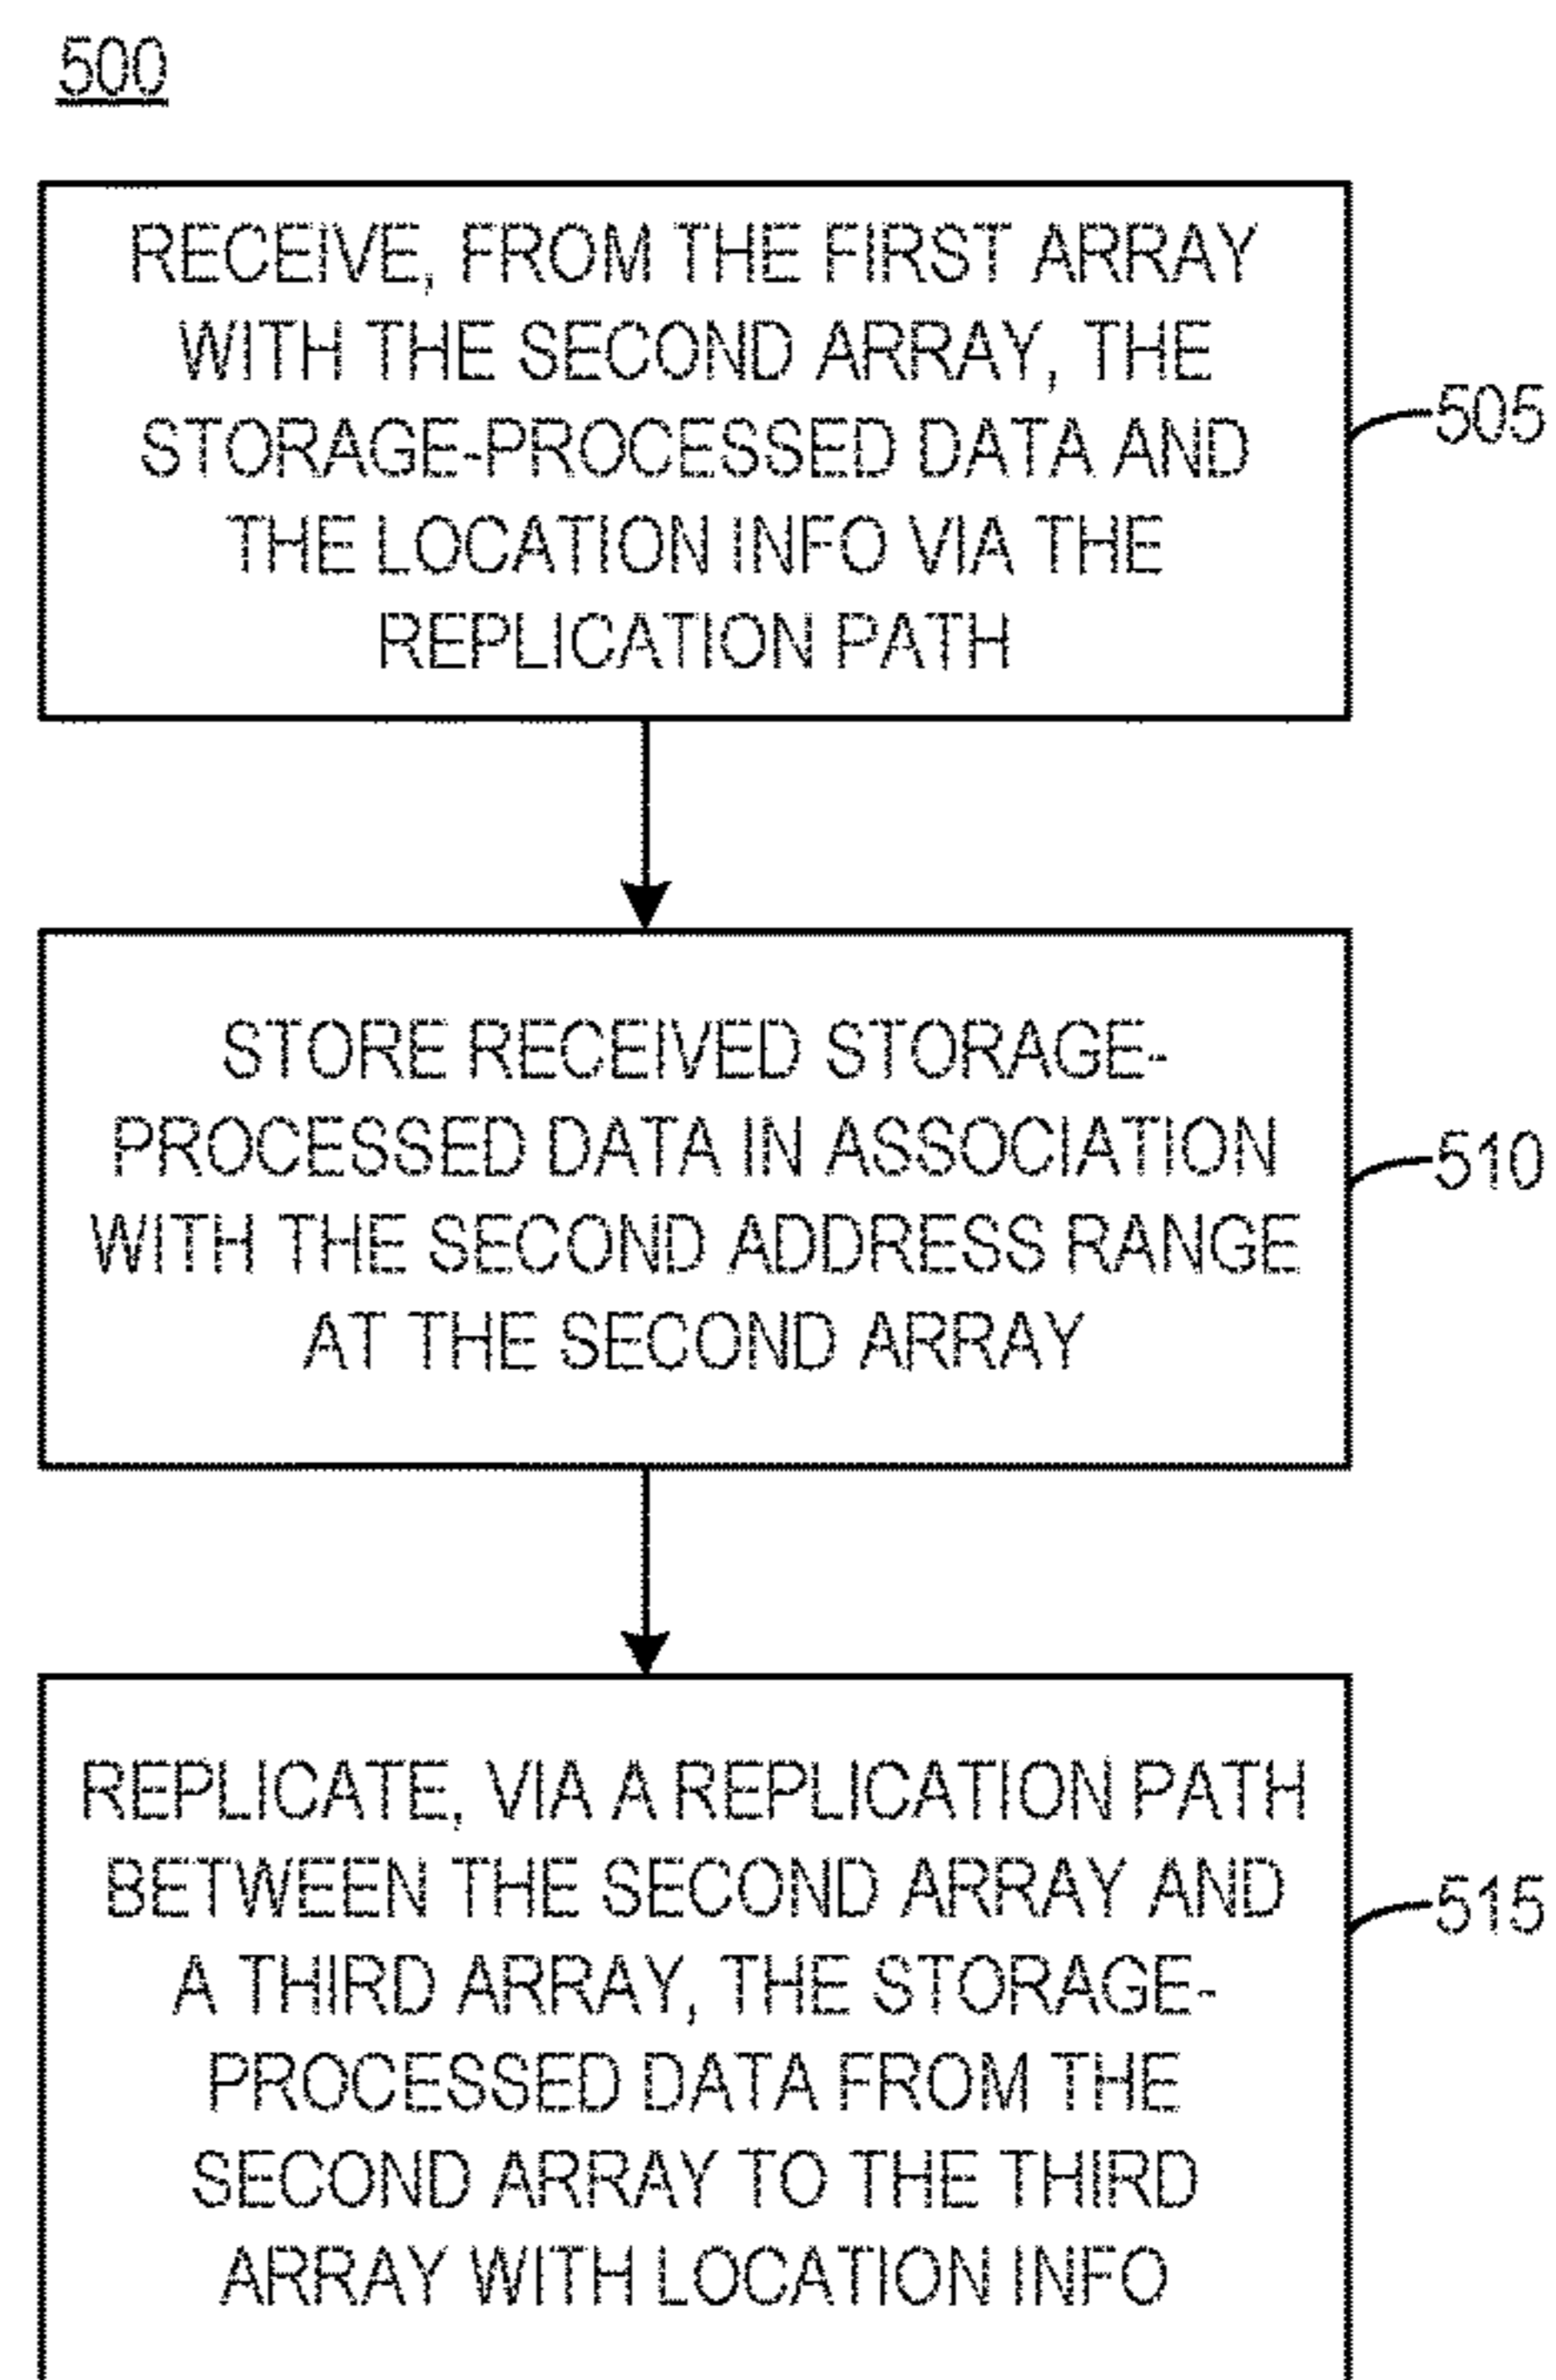 500
RECEIVE, FROM THE FIRST ARRAY
WITH THE SECOND ARRAY, THE
STORAGE-PROCESSED DATA AND
THE LOCATION INFO VIA THE
REPLICATION PATH
505
STORE RECEIVED STORAGE-
PROCESSED DATA IN ASSOCIATION
WITH THE SECOND ADDRESS RANGE
AT THE SECOND ARRAY
510
REPLICATE, VIA A REPLICATION PATH
BETWEEN THE SECOND ARRAY AND
A THIRD ARRAY, THE STORAGE-
PROCESSED DATA FROM THE
SECOND ARRAY TO THE THIRD
ARRAY WITH LOCATION INFO
515